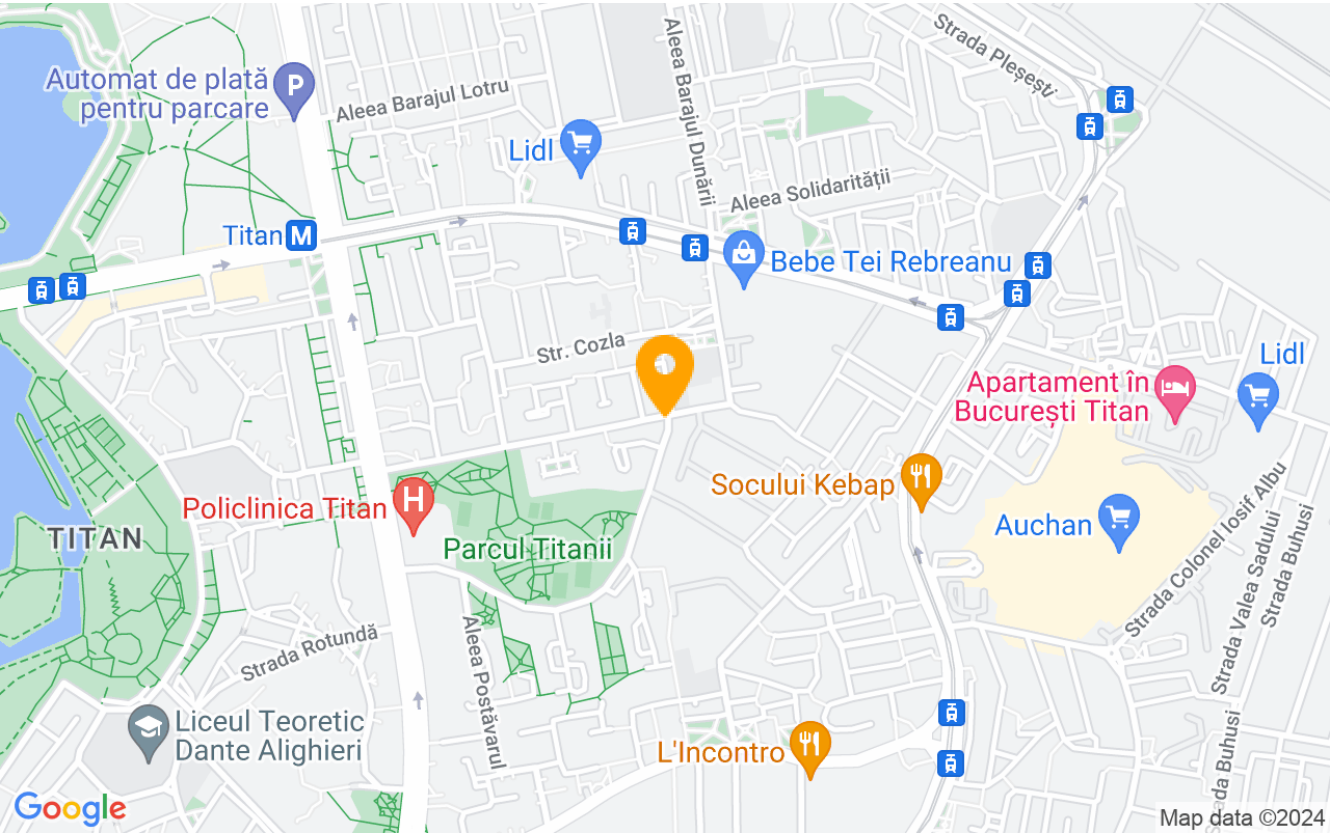 Strada Pleșești
Aleea Barajul Dunării
Automat de plată
pentru parcare
P
Aleea Barajul Lotru
Lidl
Aleea Solidarității
Titan
M
Bebe Tei Rebreanu
Str. Cozla
Lidl
Apartament în
București Titan
Socului Kebap
Policlinica Titan
H
Auchan
TITAN
Parcul Titanii
Strada Colonel Iosif Albu
Strada Valea Sadului
Strada Buhusi
Strada Rotundă
Aleea Postăvarul
Liceul Teoretic
Dante Alighieri
L'Incontro
Strada Buhusi
Google
Map data ©2024